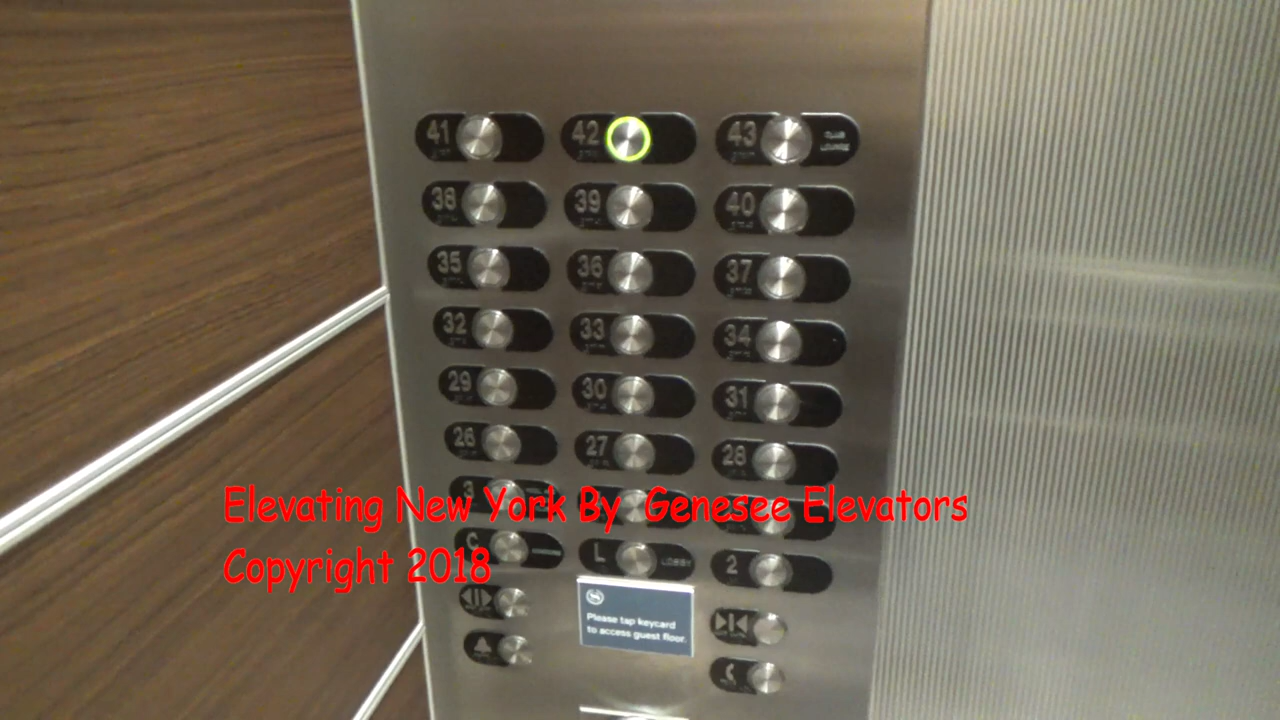 41 42 43 CLUB
LOUNGE
38 39 40
35 36 37
32 33 34
29 30 31
26 27 28
3
Elevating New York By Genesee Elevators
C L LOBBY 2
Copyright 2018
Please tap keycard
to access guest floor.